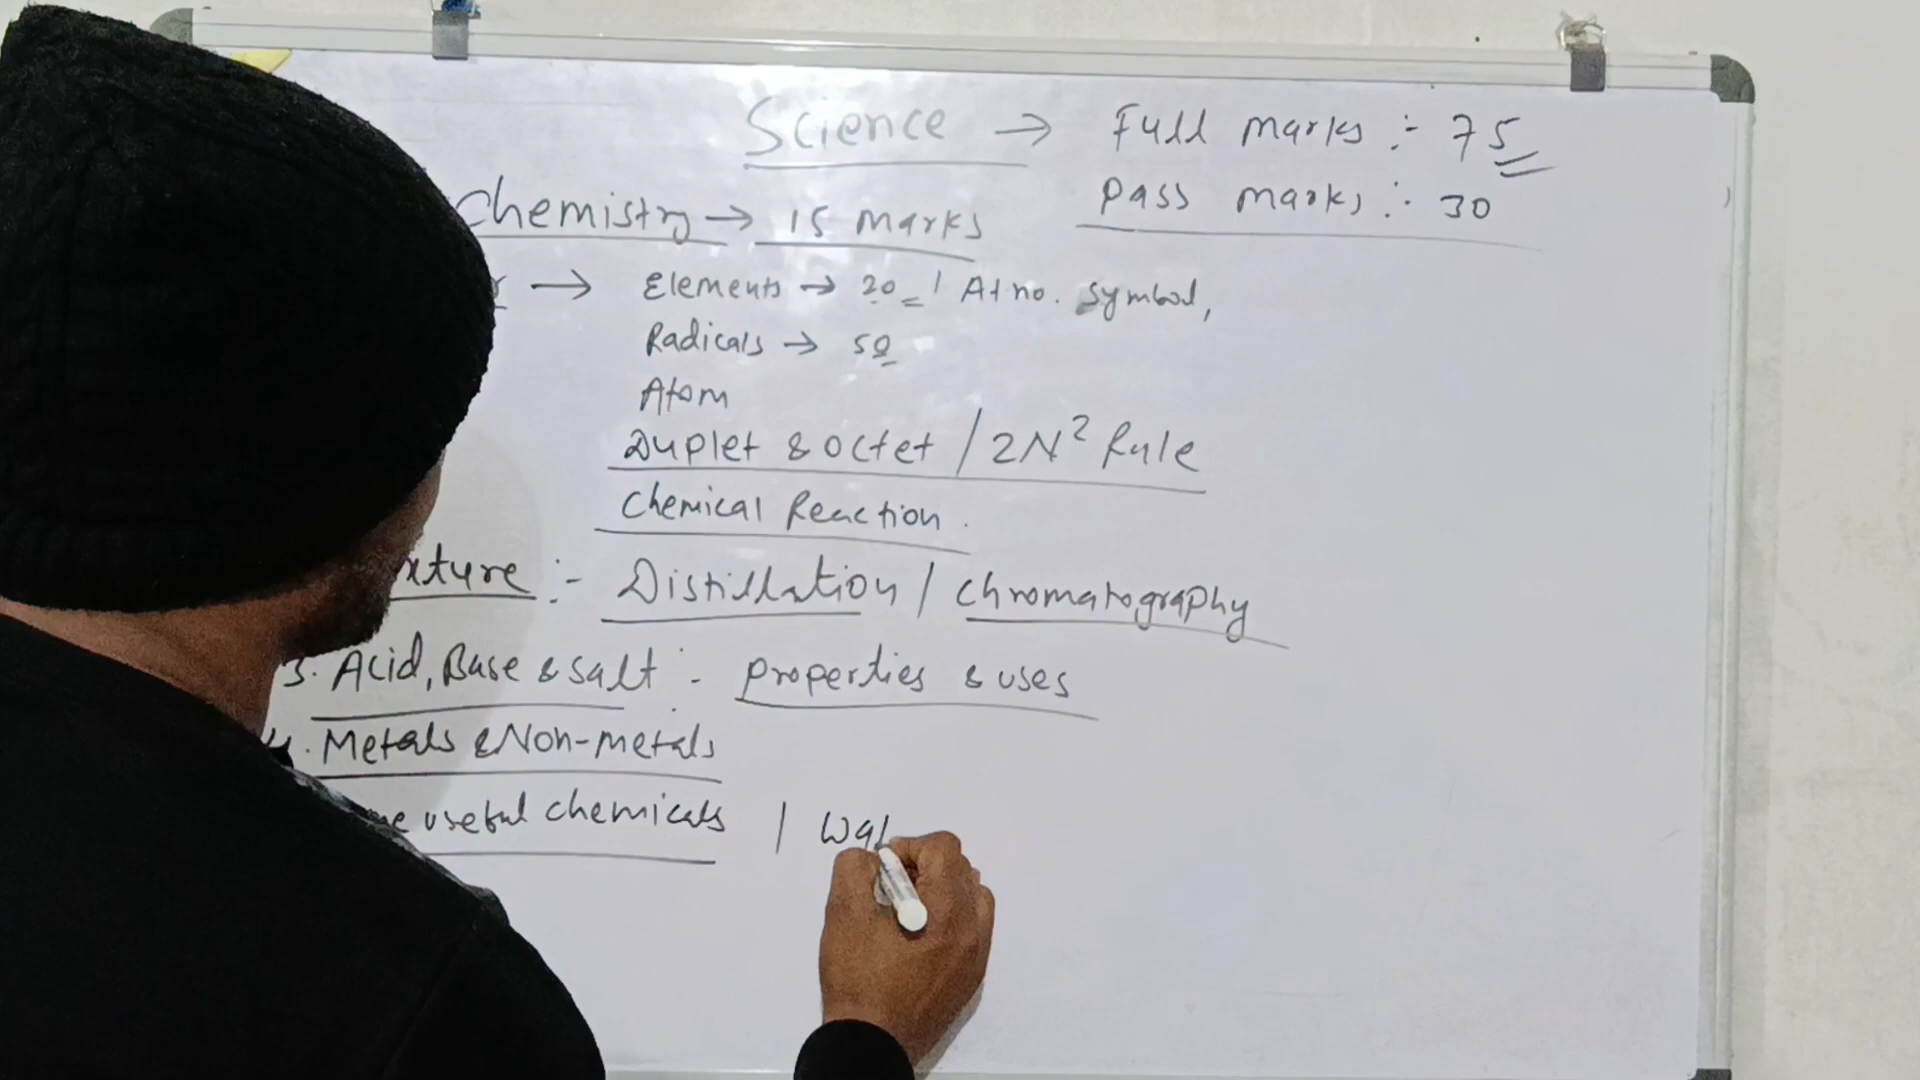 Science → Full marks :- 75
Pass marks :- 30
Chemistry → 15 marks
→ Elements → 20 / At no. Symbol,
Radicals → 50
Atom
Duplet & Octet / 2N² Rule
Chemical Reaction.
xture :- Distillation / Chromatography
3. Acid, Base & Salt :- Properties & uses
4. Metals & Non-metals
me useful chemicals / Wat